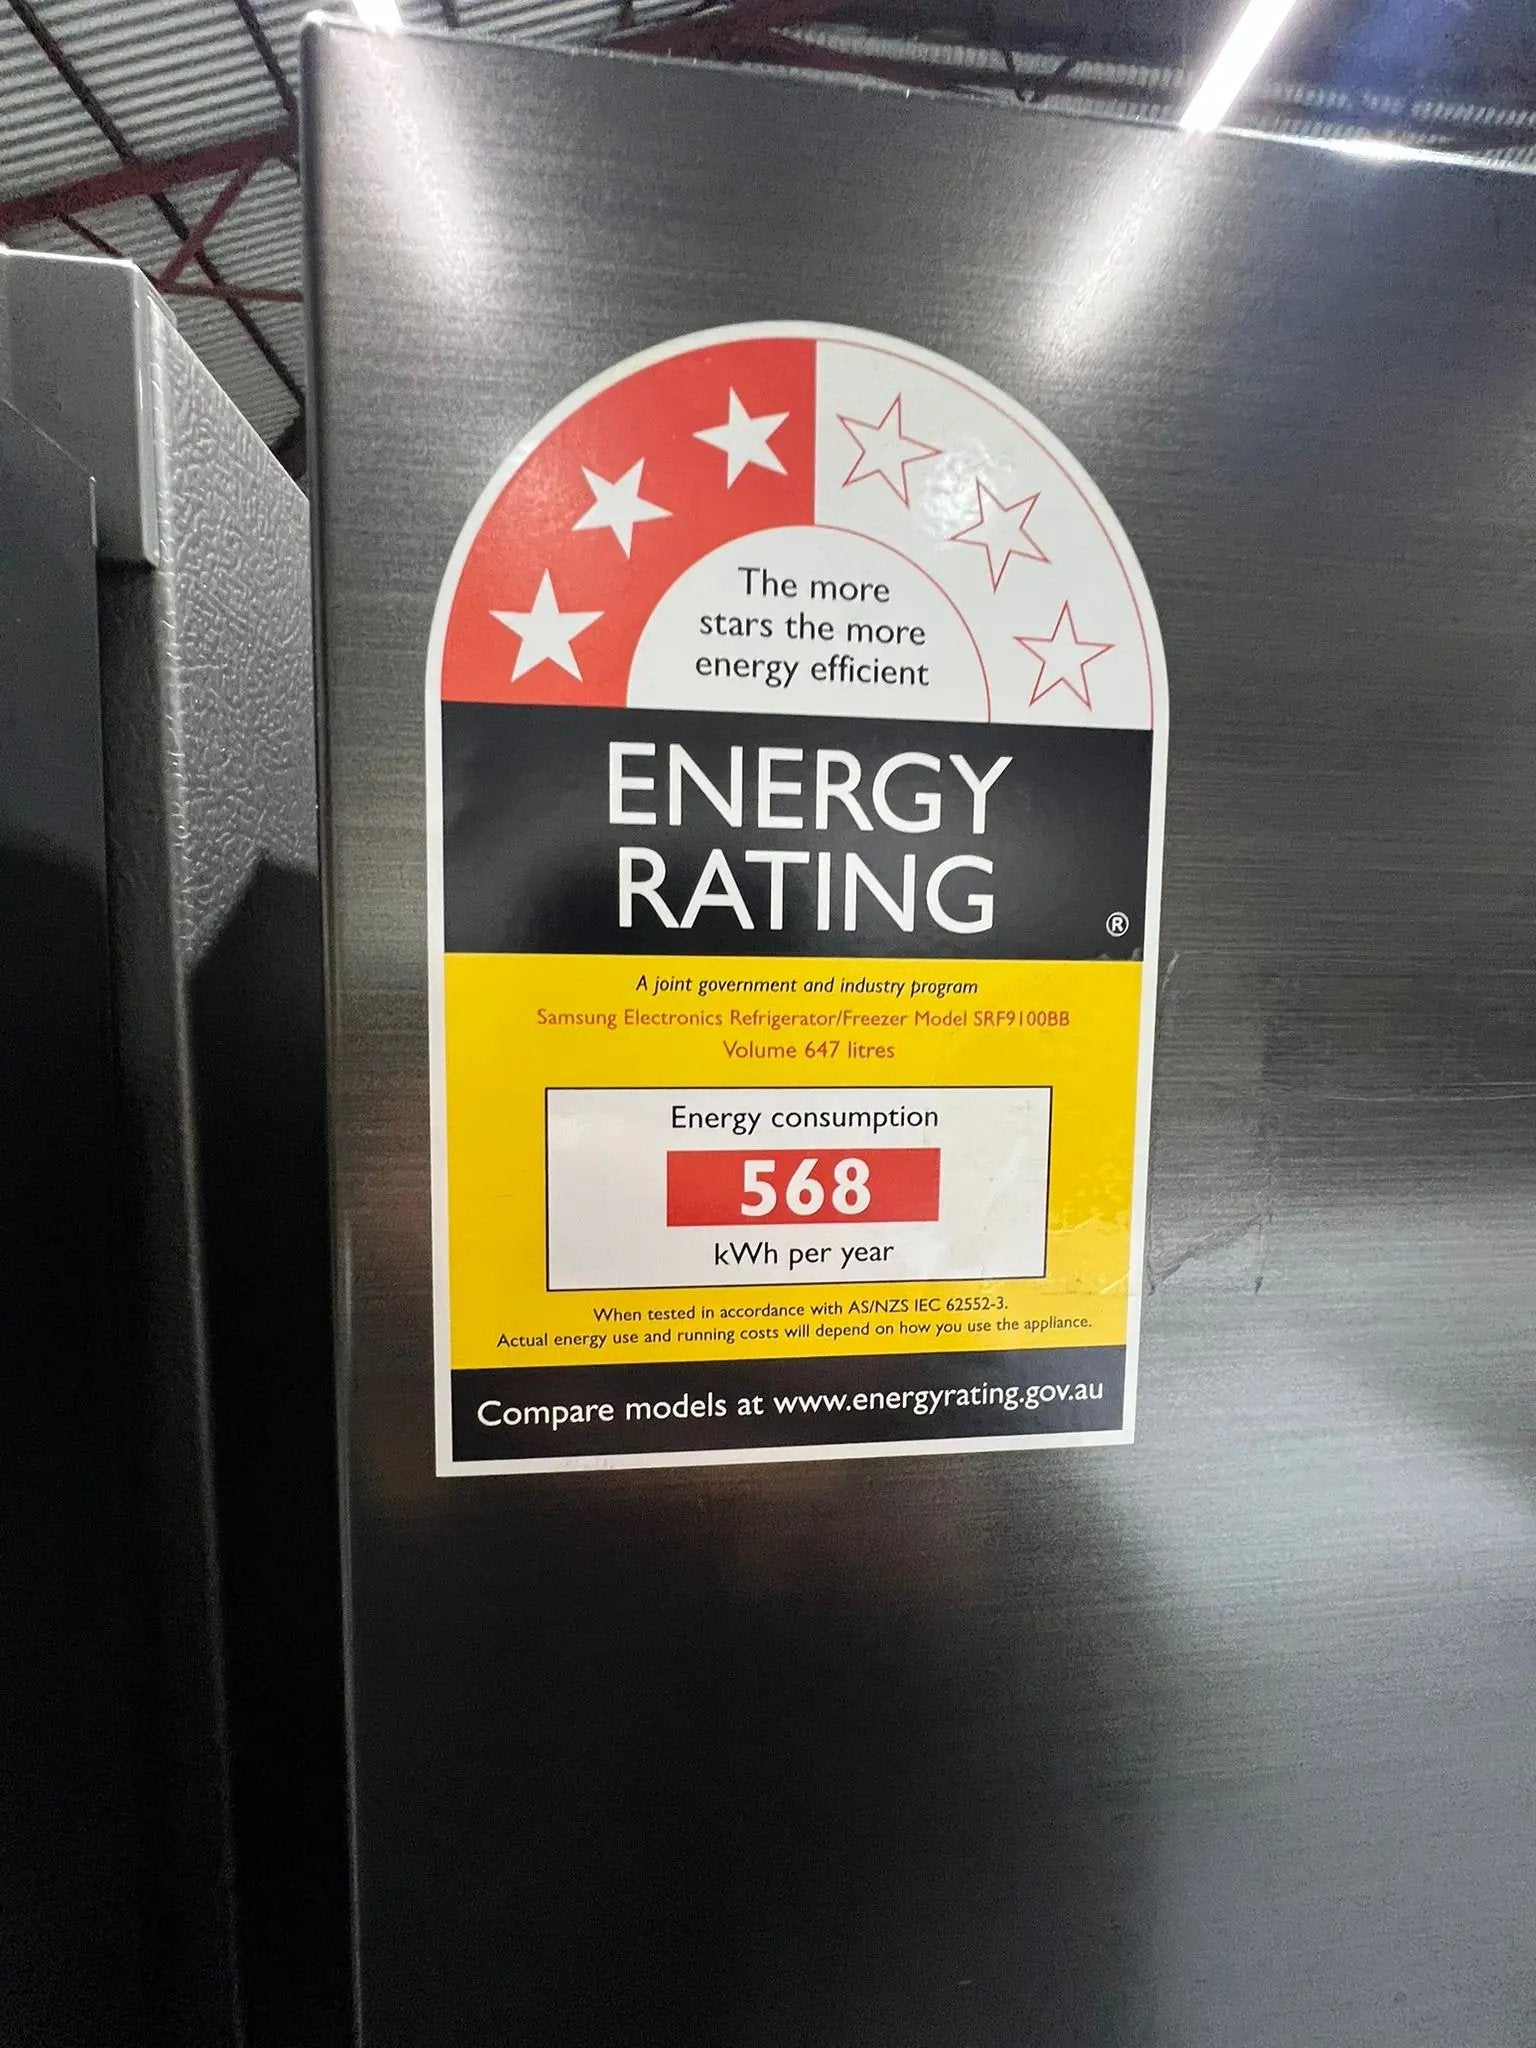 The more
stars the more
energy efficient
ENERGY
RATING
®
A joint government and industry program
Samsung Electronics Refrigerator/Freezer Model SRF9100BB
Volume 647 litres
Energy consumption
568
kWh per year
When tested in accordance with AS/NZS IEC 62552-3.
Actual energy use and running costs will depend on how you use the appliance.
Compare models at www.energyrating.gov.au